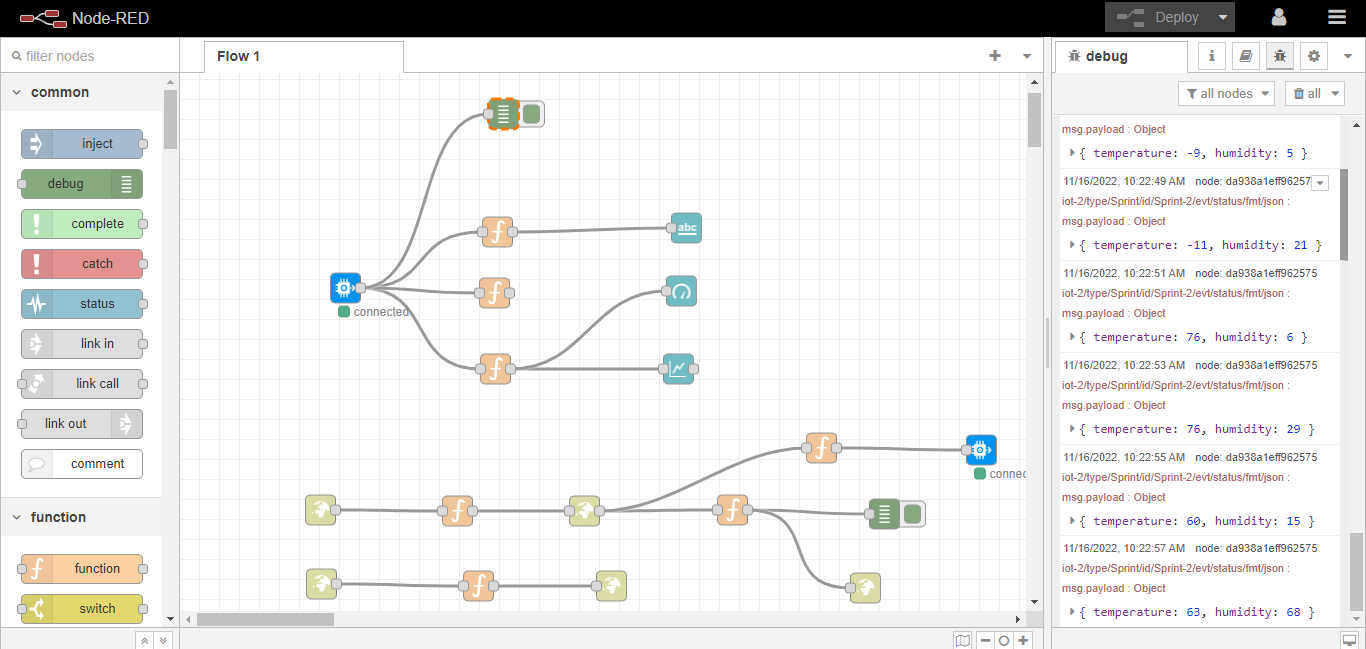 Node-RED
Deploy
filter nodes
Flow 1
debug
i
all nodes
all
common
inject
debug
complete
catch
status
link in
link call
link out
comment
function
function
switch
abc
connected
connec
msg.payload : Object
{ temperature: -9, humidity: 5 }
11/16/2022, 10:22:49 AM node: da938a1eff96257
iot-2/type/Sprint/id/Sprint-2/evt/status/fmt/json :
msg.payload : Object
{ temperature: -11, humidity: 21 }
11/16/2022, 10:22:51 AM node: da938a1eff962575
iot-2/type/Sprint/id/Sprint-2/evt/status/fmt/json :
msg.payload : Object
{ temperature: 76, humidity: 6 }
11/16/2022, 10:22:53 AM node: da938a1eff962575
iot-2/type/Sprint/id/Sprint-2/evt/status/fmt/json :
msg.payload : Object
{ temperature: 76, humidity: 29 }
11/16/2022, 10:22:55 AM node: da938a1eff962575
iot-2/type/Sprint/id/Sprint-2/evt/status/fmt/json :
msg.payload : Object
{ temperature: 60, humidity: 15 }
11/16/2022, 10:22:57 AM node: da938a1eff962575
iot-2/type/Sprint/id/Sprint-2/evt/status/fmt/json :
msg.payload : Object
{ temperature: 63, humidity: 68 }